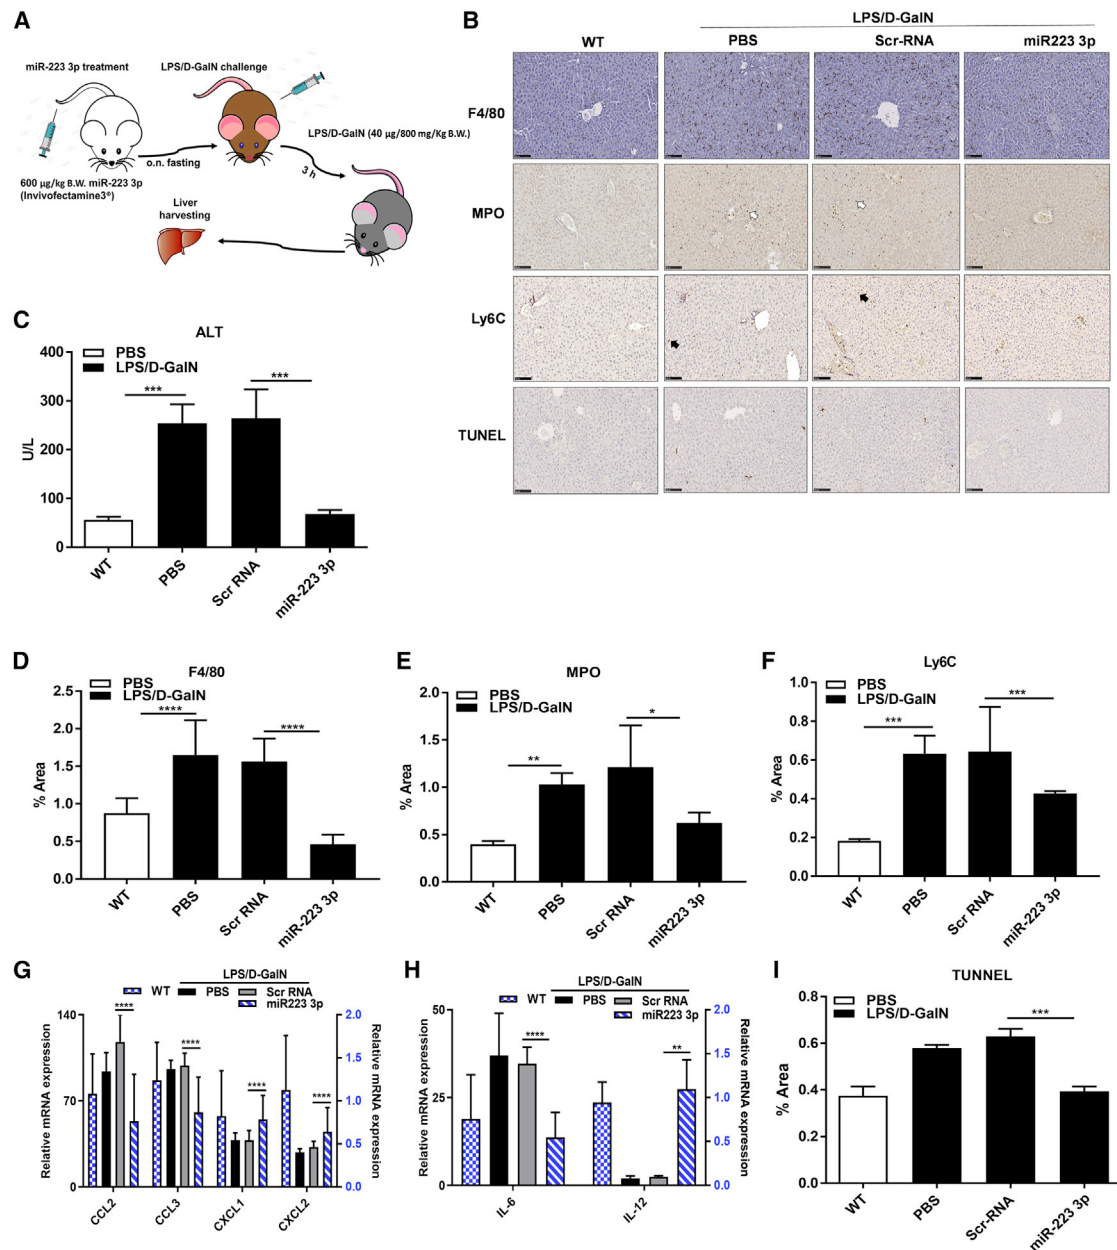 A
miR-223 3p treatment
LPS/D-GalN challenge
LPS/D-GalN (40 µg/800 mg/Kg B.W.)
o.n. fasting
3 h
600 µg/kg B.W. miR-223 3p
(Invivofectamine3®)
Liver
harvesting
B
LPS/D-GalN
WT
PBS
Scr-RNA
miR223 3p
F4/80
MPO
Ly6C
TUNEL
C
ALT
PBS
LPS/D-GalN
***
***
U/L
400
300
200
100
0
WT
PBS
Scr RNA
miR-223 3p
D
F4/80
PBS
LPS/D-GalN
****
****
% Area
2.5
2.0
1.5
1.0
0.5
0.0
WT
PBS
Scr RNA
miR-223 3p
E
MPO
PBS
LPS/D-GalN
**
*
% Area
2.0
1.5
1.0
0.5
0.0
WT
PBS
Scr RNA
miR223 3p
F
Ly6C
PBS
LPS/D-GalN
***
***
% Area
1.0
0.8
0.6
0.4
0.2
0.0
WT
PBS
Scr RNA
miR-223 3p
G
LPS/D-GalN
WT
PBS
Scr RNA
miR223 3p
****
****
****
****
Relative mRNA expression
140
70
0
2.0
1.5
1.0
0.5
0.0
Relative mRNA expression
CCL2
CCL3
CXCL1
CXCL2
H
LPS/D-GalN
WT
PBS
Scr RNA
miR223 3p
****
**
Relative mRNA expression
50
25
0
2.0
1.5
1.0
0.5
0.0
Relative mRNA expression
IL-6
IL-12
I
TUNNEL
PBS
LPS/D-GalN
***
% Area
0.8
0.6
0.4
0.2
0.0
WT
PBS
Scr-RNA
miR-223 3p